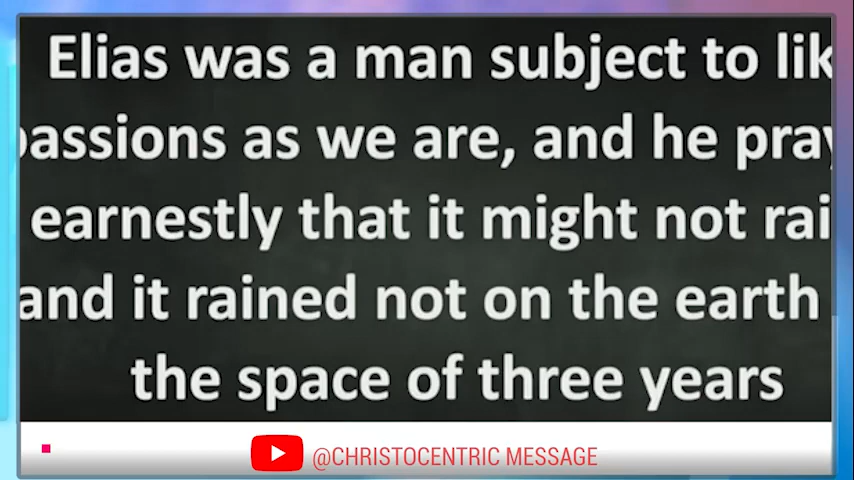 Elias was a man subject to lik
passions as we are, and he pray
earnestly that it might not rai
and it rained not on the earth
the space of three years
@CHRISTOCENTRIC MESSAGE